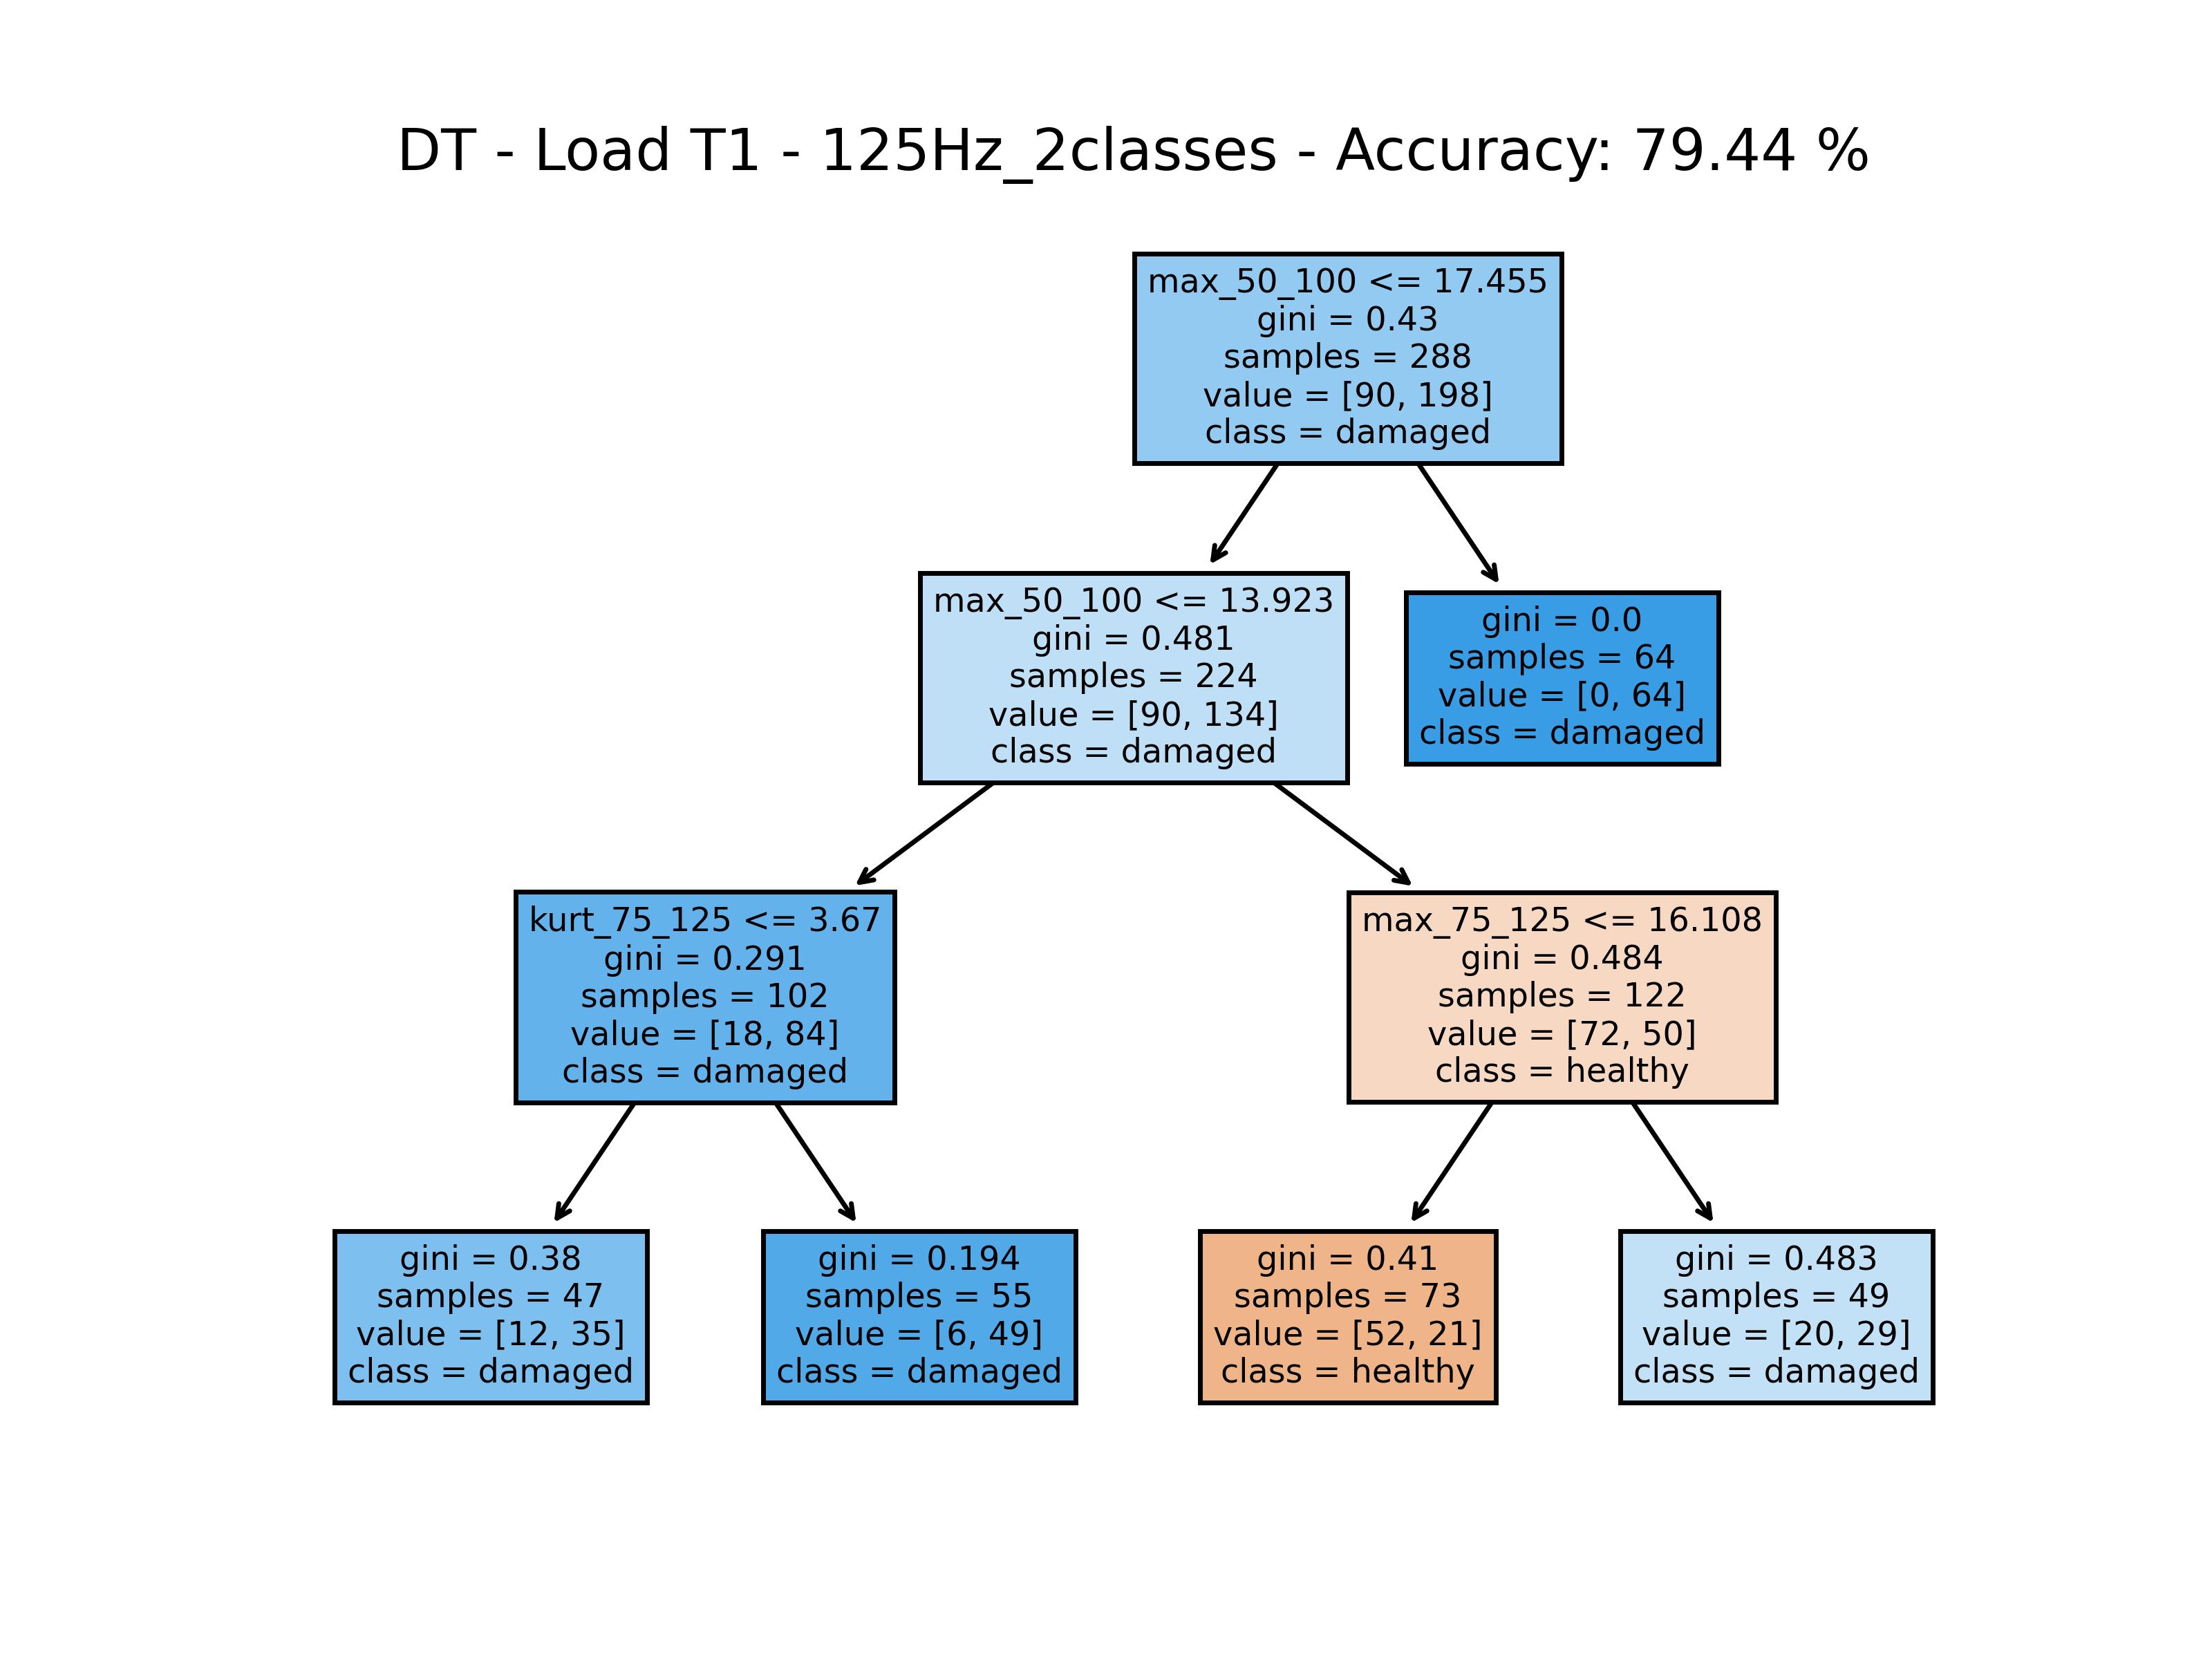 DT - Load T1 - 125Hz_2classes - Accuracy: 79.44 %
max_50_100 <= 17.455
gini = 0.43
samples = 288
value = [90, 198]
class = damaged
max_50_100 <= 13.923
gini = 0.481
samples = 224
value = [90, 134]
class = damaged
gini = 0.0
samples = 64
value = [0, 64]
class = damaged
kurt_75_125 <= 3.67
gini = 0.291
samples = 102
value = [18, 84]
class = damaged
max_75_125 <= 16.108
gini = 0.484
samples = 122
value = [72, 50]
class = healthy
gini = 0.38
samples = 47
value = [12, 35]
class = damaged
gini = 0.194
samples = 55
value = [6, 49]
class = damaged
gini = 0.41
samples = 73
value = [52, 21]
class = healthy
gini = 0.483
samples = 49
value = [20, 29]
class = damaged